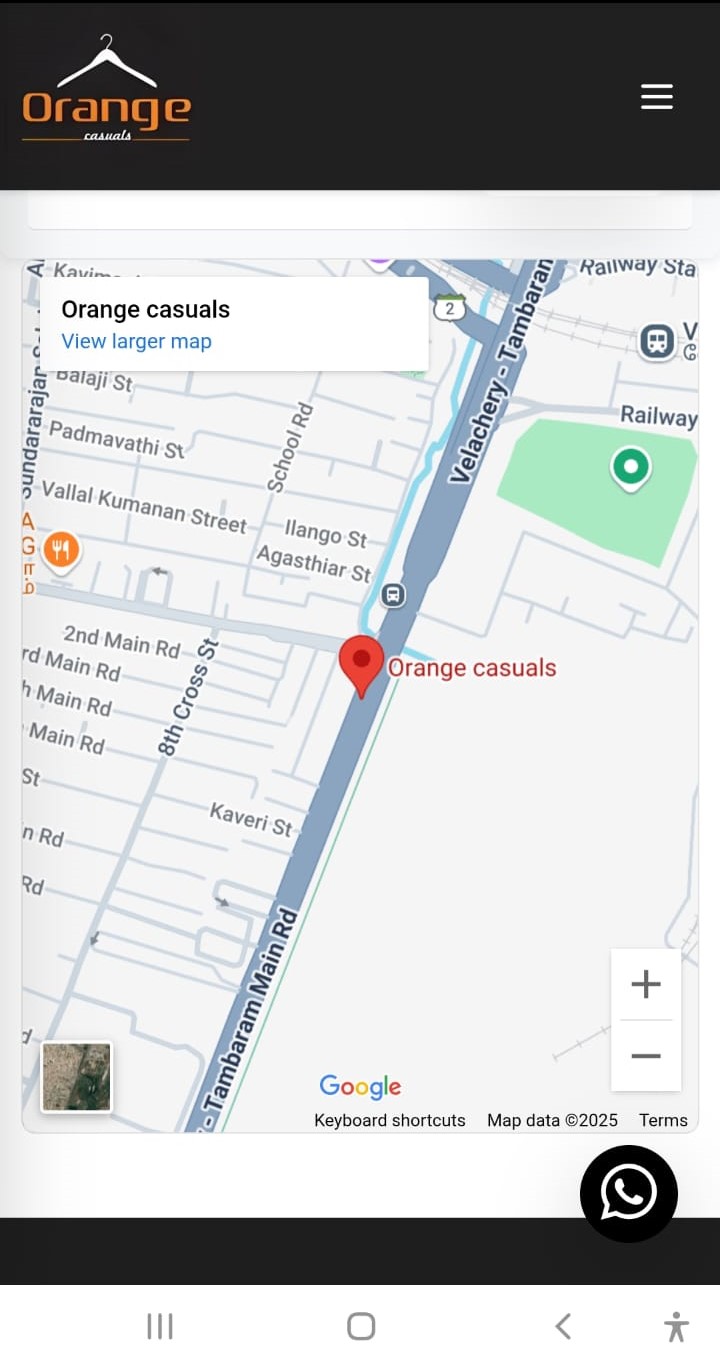 Orange
casuals
Kavim
Railway Sta
Orange casuals
View larger map
2
Velachery - Tambaran
Balaji St
Railway
Padmavathi St
School Rd
Vallal Kumanan Street
Ilango St
Agasthiar St
2nd Main Rd
rd Main Rd
h Main Rd
Main Rd
8th Cross St
Orange casuals
St
Kaveri St
n Rd
Rd
- Tambaram Main Rd
+
−
Google
Keyboard shortcuts
Map data ©2025
Terms